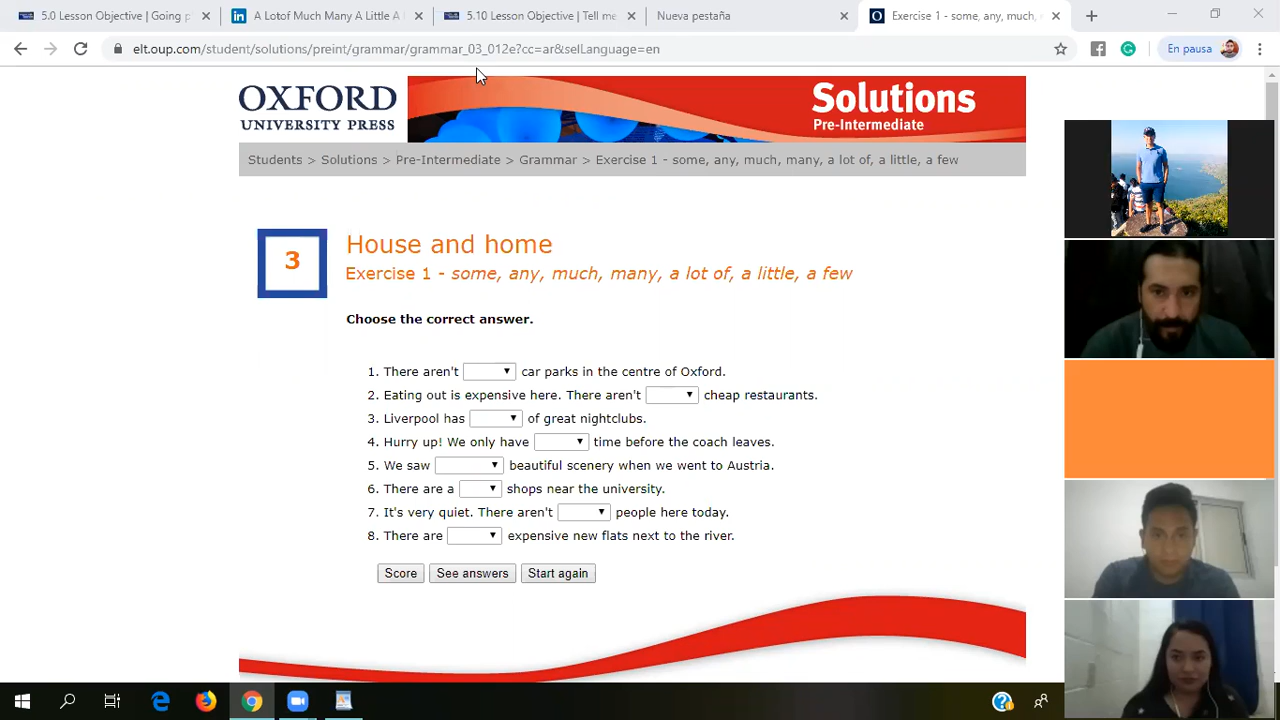 5.0 Lesson Objective | Going p
A Lotof Much Many A Little A
5.10 Lesson Objective | Tell me
Nueva pestaña
Exercise 1 - some, any, much, m
elt.oup.com/student/solutions/preint/grammar/grammar_03_012e?cc=ar&selLanguage=en
En pausa
OXFORD
UNIVERSITY PRESS
Solutions
Pre-Intermediate
Students > Solutions > Pre-Intermediate > Grammar > Exercise 1 - some, any, much, many, a lot of, a little, a few
3
House and home
Exercise 1 - some, any, much, many, a lot of, a little, a few
Choose the correct answer.
1. There aren't car parks in the centre of Oxford.
2. Eating out is expensive here. There aren't cheap restaurants.
3. Liverpool has of great nightclubs.
4. Hurry up! We only have time before the coach leaves.
5. We saw beautiful scenery when we went to Austria.
6. There are a shops near the university.
7. It's very quiet. There aren't people here today.
8. There are expensive new flats next to the river.
Score See answers Start again